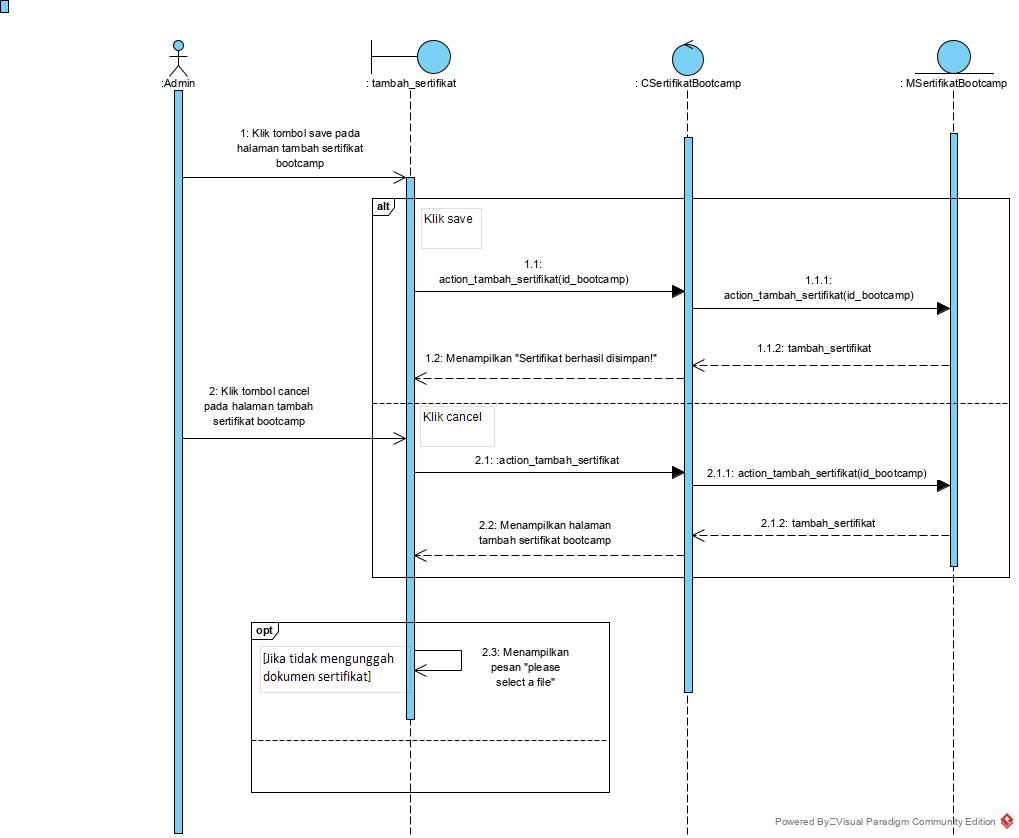 :Admin
: tambah_sertifikat
: CSertifikatBootcamp
: MSertifikatBootcamp
1: Klik tombol save pada
halaman tambah sertifikat
bootcamp
alt
Klik save
1.1:
action_tambah_sertifikat(id_bootcamp)
1.1.1:
action_tambah_sertifikat(id_bootcamp)
1.1.2: tambah_sertifikat
1.2: Menampilkan "Sertifikat berhasil disimpan!"
2: Klik tombol cancel
pada halaman tambah
sertifikat bootcamp
Klik cancel
2.1: :action_tambah_sertifikat
2.1.1: action_tambah_sertifikat(id_bootcamp)
2.1.2: tambah_sertifikat
2.2: Menampilkan halaman
tambah sertifikat bootcamp
opt
[Jika tidak mengunggah
dokumen sertifikat]
2.3: Menampilkan
pesan "please
select a file"
Powered By Visual Paradigm Community Edition